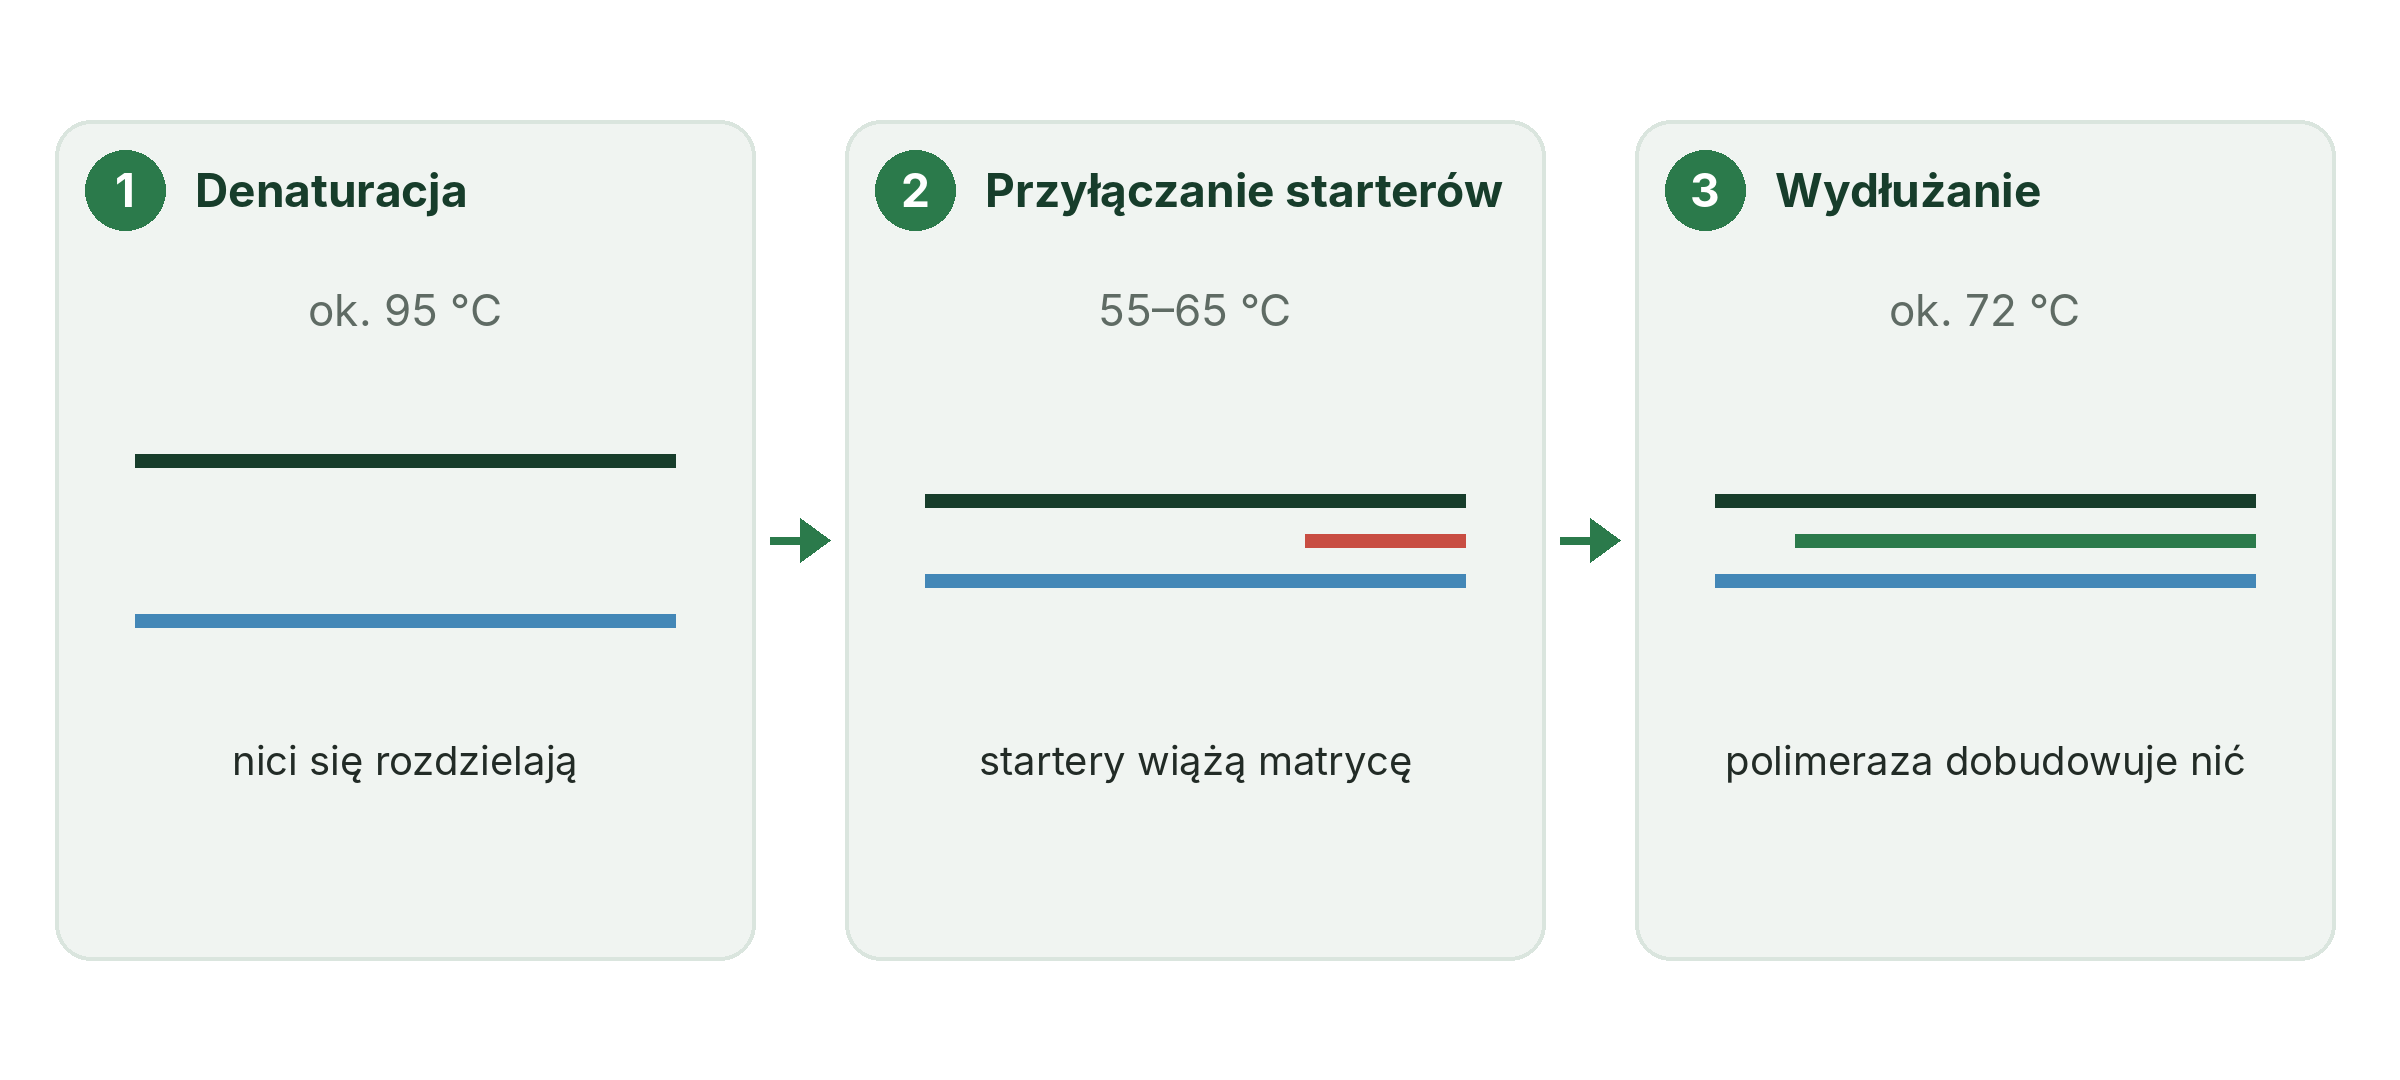 1 Denaturacja
ok. 95 °C
nici się rozdzielają
2 Przyłączanie starterów
55–65 °C
startery wiążą matrycę
3 Wydłużanie
ok. 72 °C
polimeraza dobudowuje nić